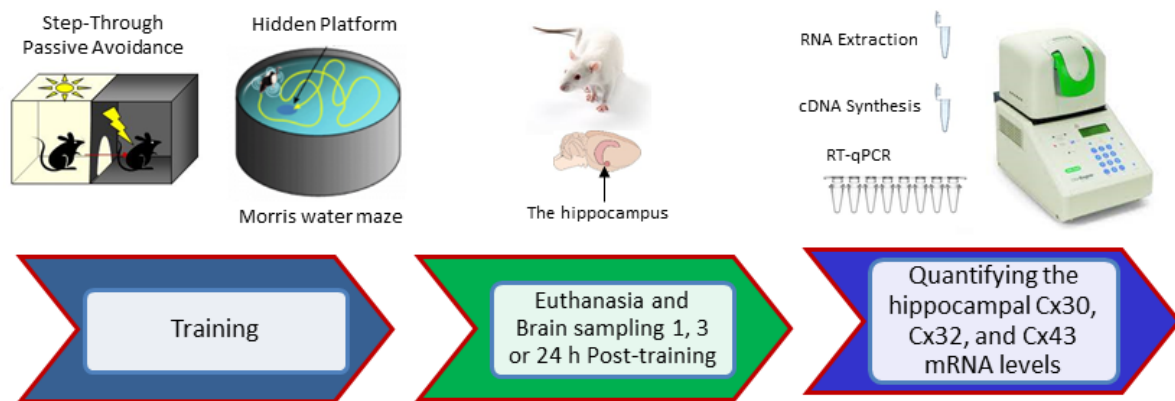 Step-Through
Passive Avoidance
Hidden Platform
Morris water maze
The hippocampus
RNA Extraction
cDNA Synthesis
RT-qPCR
Training
Euthanasia and
Brain sampling 1, 3
or 24 h Post-training
Quantifying the
hippocampal Cx30,
Cx32, and Cx43
mRNA levels